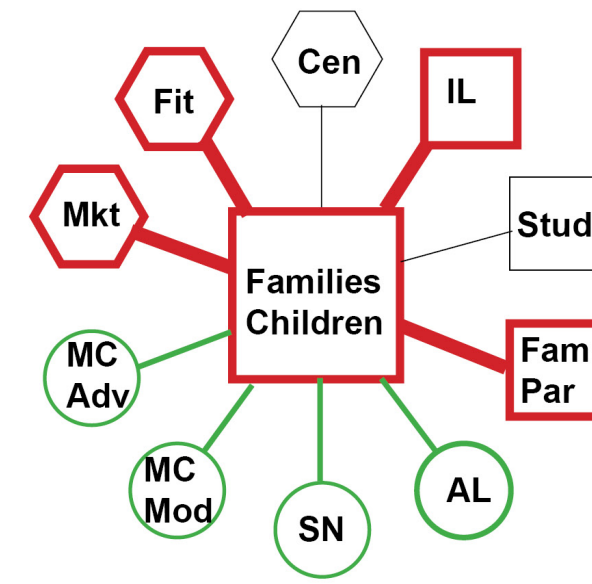 Cen
Fit
IL
Mkt
Stud
Families
Children
Fam
Par
MC
Adv
MC
Mod
AL
SN